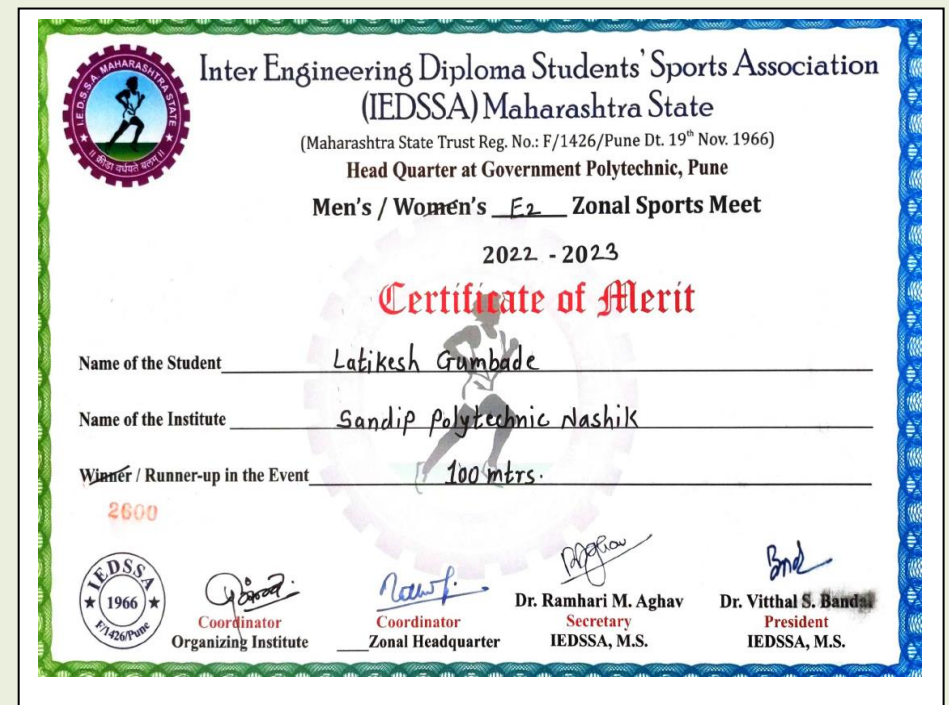 I.E.D.S.S.A. MAHARASHTRA STATE
॥ क्रीडा वर्धयते बलम् ॥
Inter Engineering Diploma Students' Sports Association
(IEDSSA) Maharashtra State
(Maharashtra State Trust Reg. No.: F/1426/Pune Dt. 19th Nov. 1966)
Head Quarter at Government Polytechnic, Pune
Men's / Women's E2 Zonal Sports Meet
2022 - 2023
Certificate of Merit
Name of the Student Latikesh Gumbade
Name of the Institute Sandip Polytechnic Nashik
Winner / Runner-up in the Event 100 mtrs.
2600
IEDSSA
1966
F/1426/Pune
Coordinator
Organizing Institute
Coordinator
Zonal Headquarter
Dr. Ramhari M. Aghav
Secretary
IEDSSA, M.S.
Dr. Vitthal S. Bandal
President
IEDSSA, M.S.